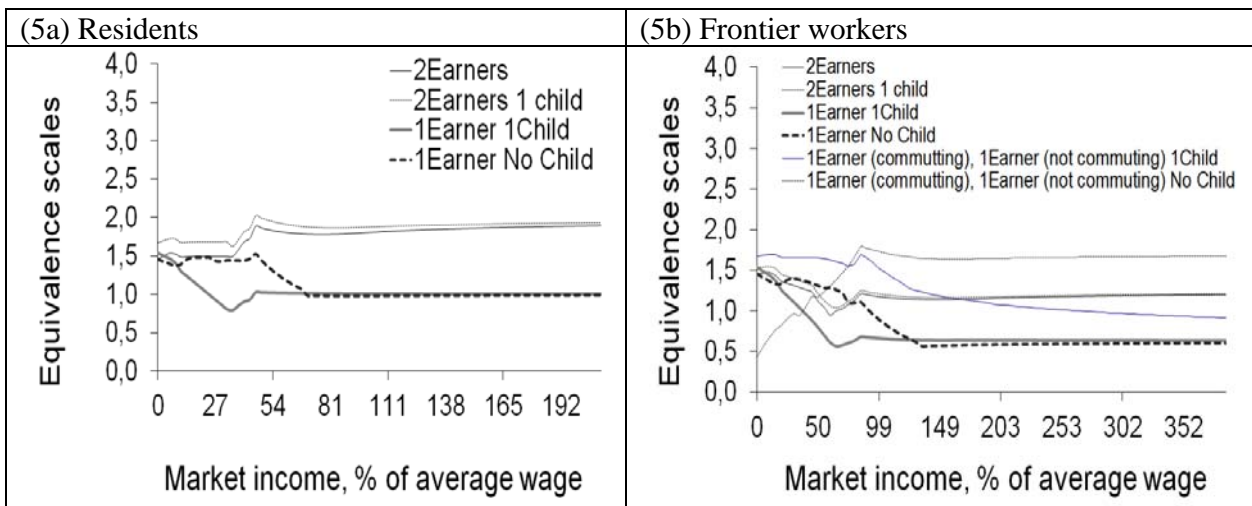 (5a) Residents
4,0
3,5
3,0
2,5
2,0
1,5
1,0
0,5
0,0
Equivalence scales
2Earners
2Earners 1 child
1Earner 1Child
1Earner No Child
0 27 54 81 111 138 165 192
Market income, % of average wage
(5b) Frontier workers
4,0
3,5
3,0
2,5
2,0
1,5
1,0
0,5
0,0
Equivalence scales
2Earners
2Earners 1 child
1Earner 1Child
1Earner No Child
1Earner (commutting), 1Earner (not commuting) 1Child
1Earner (commutting), 1Earner (not commuting) No Child
0 50 99 149 203 253 302 352
Market income, % of average wage